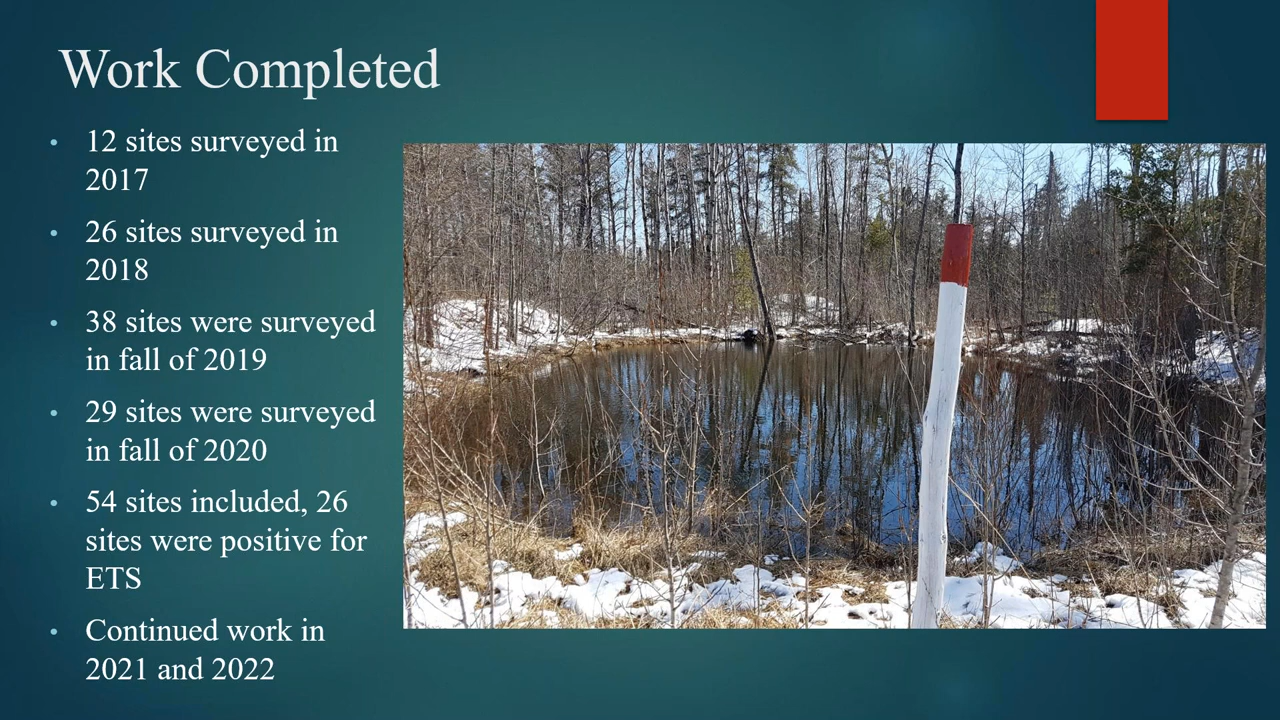 Work Completed
• 12 sites surveyed in
2017
• 26 sites surveyed in
2018
• 38 sites were surveyed
in fall of 2019
• 29 sites were surveyed
in fall of 2020
• 54 sites included, 26
sites were positive for
ETS
• Continued work in
2021 and 2022